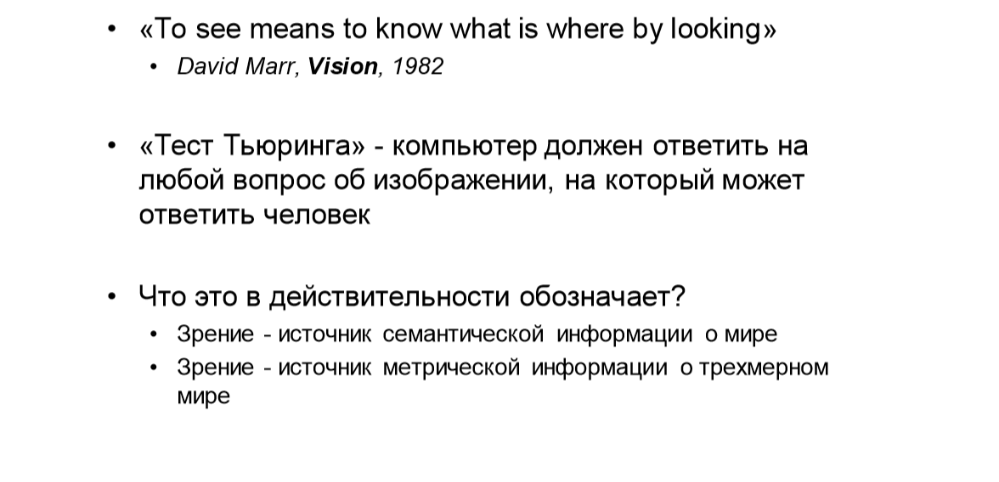 • «To see means to know what is where by looking»
• David Marr, Vision, 1982
• «Тест Тьюринга» - компьютер должен ответить на
любой вопрос об изображении, на который может
ответить человек
• Что это в действительности обозначает?
• Зрение - источник семантической информации о мире
• Зрение - источник метрической информации о трехмерном
мире